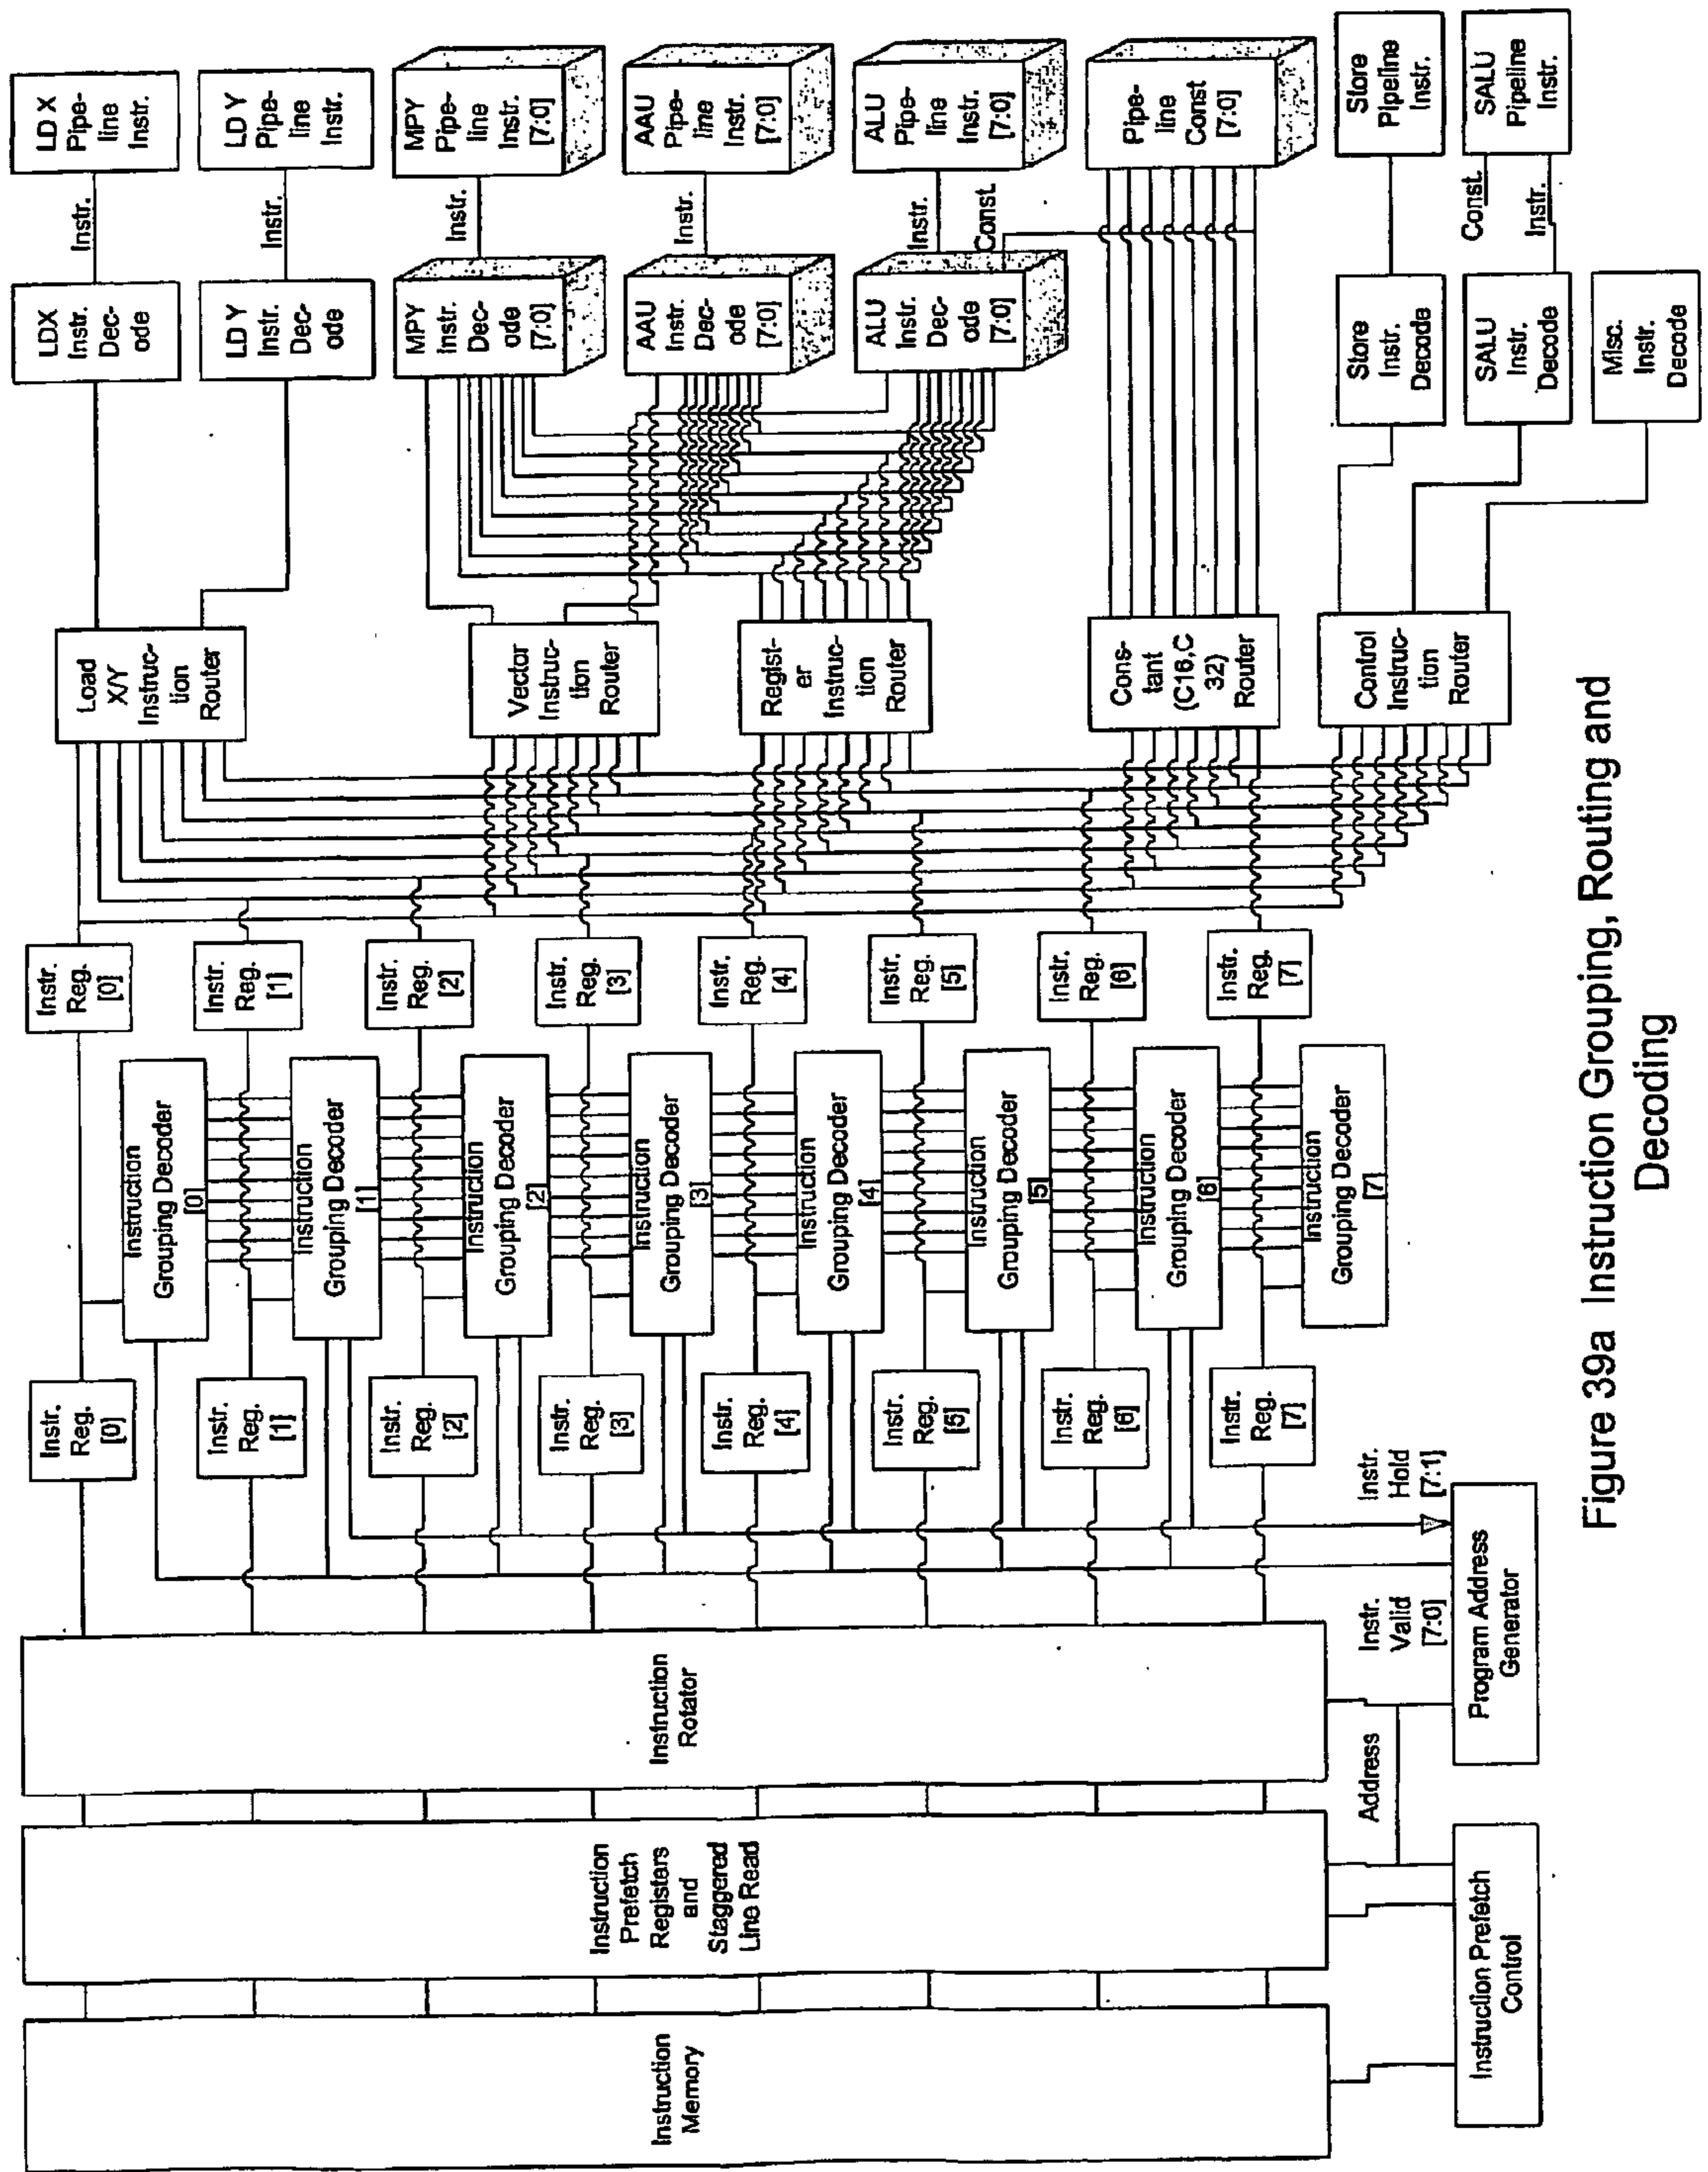 Instruction
Memory
Instruction
Prefetch
Registers
and
Staggered
Line Read
Instruction
Rotator
Instruction Prefetch
Control
Address
Program Address
Generator
Instr.
Valid
[7:0]
Instr.
Hold
[7:1]
Instr.
Reg.
[0]
Instr.
Reg.
[1]
Instr.
Reg.
[2]
Instr.
Reg.
[3]
Instr.
Reg.
[4]
Instr.
Reg.
[5]
Instr.
Reg.
[6]
Instr.
Reg.
[7]
Instruction
Grouping Decoder
[0]
Instruction
Grouping Decoder
[1]
Instruction
Grouping Decoder
[2]
Instruction
Grouping Decoder
[3]
Instruction
Grouping Decoder
[4]
Instruction
Grouping Decoder
[5]
Instruction
Grouping Decoder
[6]
Instruction
Grouping Decoder
[7]
Instr.
Reg.
[0]
Instr.
Reg.
[1]
Instr.
Reg.
[2]
Instr.
Reg.
[3]
Instr.
Reg.
[4]
Instr.
Reg.
[5]
Instr.
Reg.
[6]
Instr.
Reg.
[7]
Load
X/Y
Instruc-
tion
Router
Vector
Instruc-
tion
Router
Regist-
er
Instruc-
tion
Router
Cons-
tant
(C16,C
32)
Router
Control
Instruc-
tion
Router
LDX
Instr.
Dec-
ode
LD Y
Instr.
Dec-
ode
MPY
Instr.
Dec-
ode
[7:0]
AAU
Instr.
Dec-
ode
[7:0]
ALU
Instr.
Dec-
ode
[7:0]
Store
Instr.
Decode
SALU
Instr.
Decode
Misc.
Instr.
Decode
Instr.
Instr.
Instr.
Instr.
Instr.
Const.
Const.
Instr.
LD X
Pipe-
line
Instr.
LD Y
Pipe-
line
Instr.
MPY
Pipe-
line
Instr.
[7:0]
AAU
Pipe-
line
Instr.
[7:0]
ALU
Pipe-
line
Instr.
[7:0]
Pipe-
line
Const
[7:0]
Store
Pipeline
Instr.
SALU
Pipeline
Instr.
Figure 39a Instruction Grouping, Routing and
Decoding